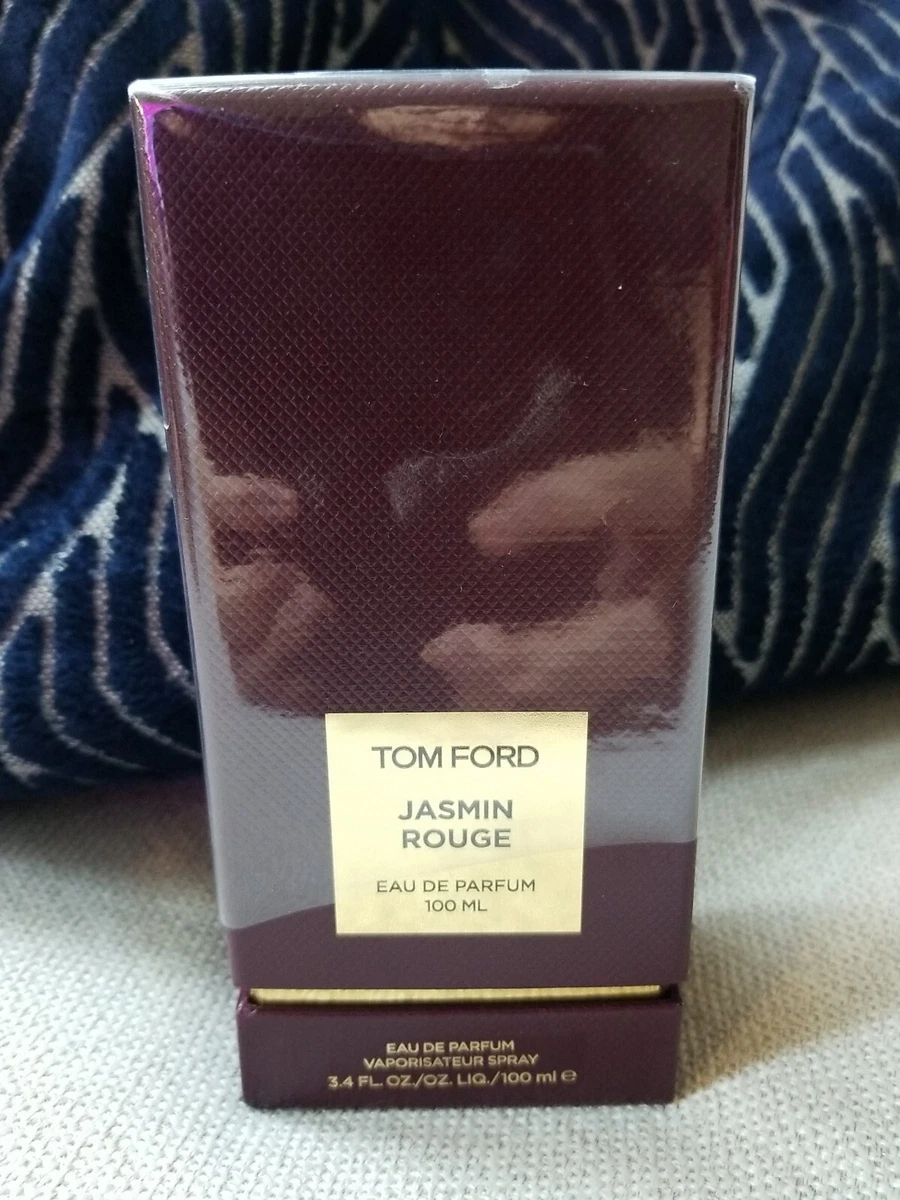 TOM FORD
JASMIN
ROUGE
EAU DE PARFUM
100 ML
EAU DE PARFUM
VAPORISATEUR SPRAY
3.4 FL. OZ./OZ. LIQ./100 ml ℮